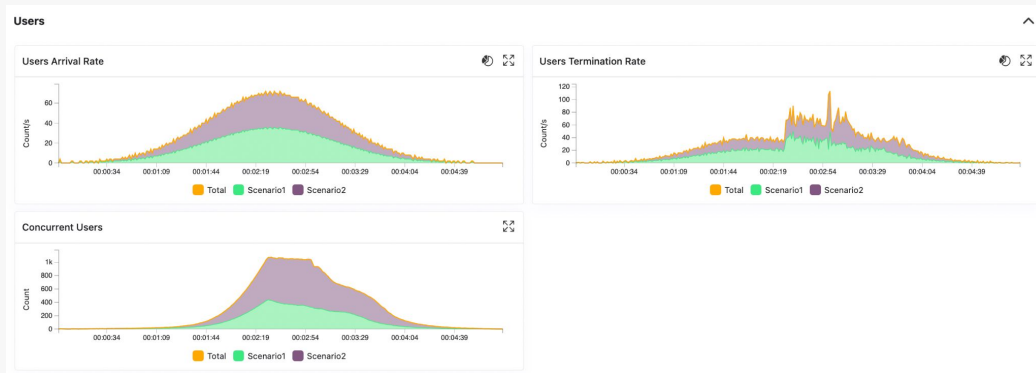 Users
Users Arrival Rate
Count/s
60
40
20
0
00:00:34 00:01:09 00:01:44 00:02:19 00:02:54 00:03:29 00:04:04 00:04:39
Total Scenario1 Scenario2
Users Termination Rate
Count/s
120
100
80
60
40
20
0
00:00:34 00:01:09 00:01:44 00:02:19 00:02:54 00:03:29 00:04:04 00:04:39
Total Scenario1 Scenario2
Concurrent Users
Count
1k
800
600
400
200
0
00:00:34 00:01:09 00:01:44 00:02:19 00:02:54 00:03:29 00:04:04 00:04:39
Total Scenario1 Scenario2